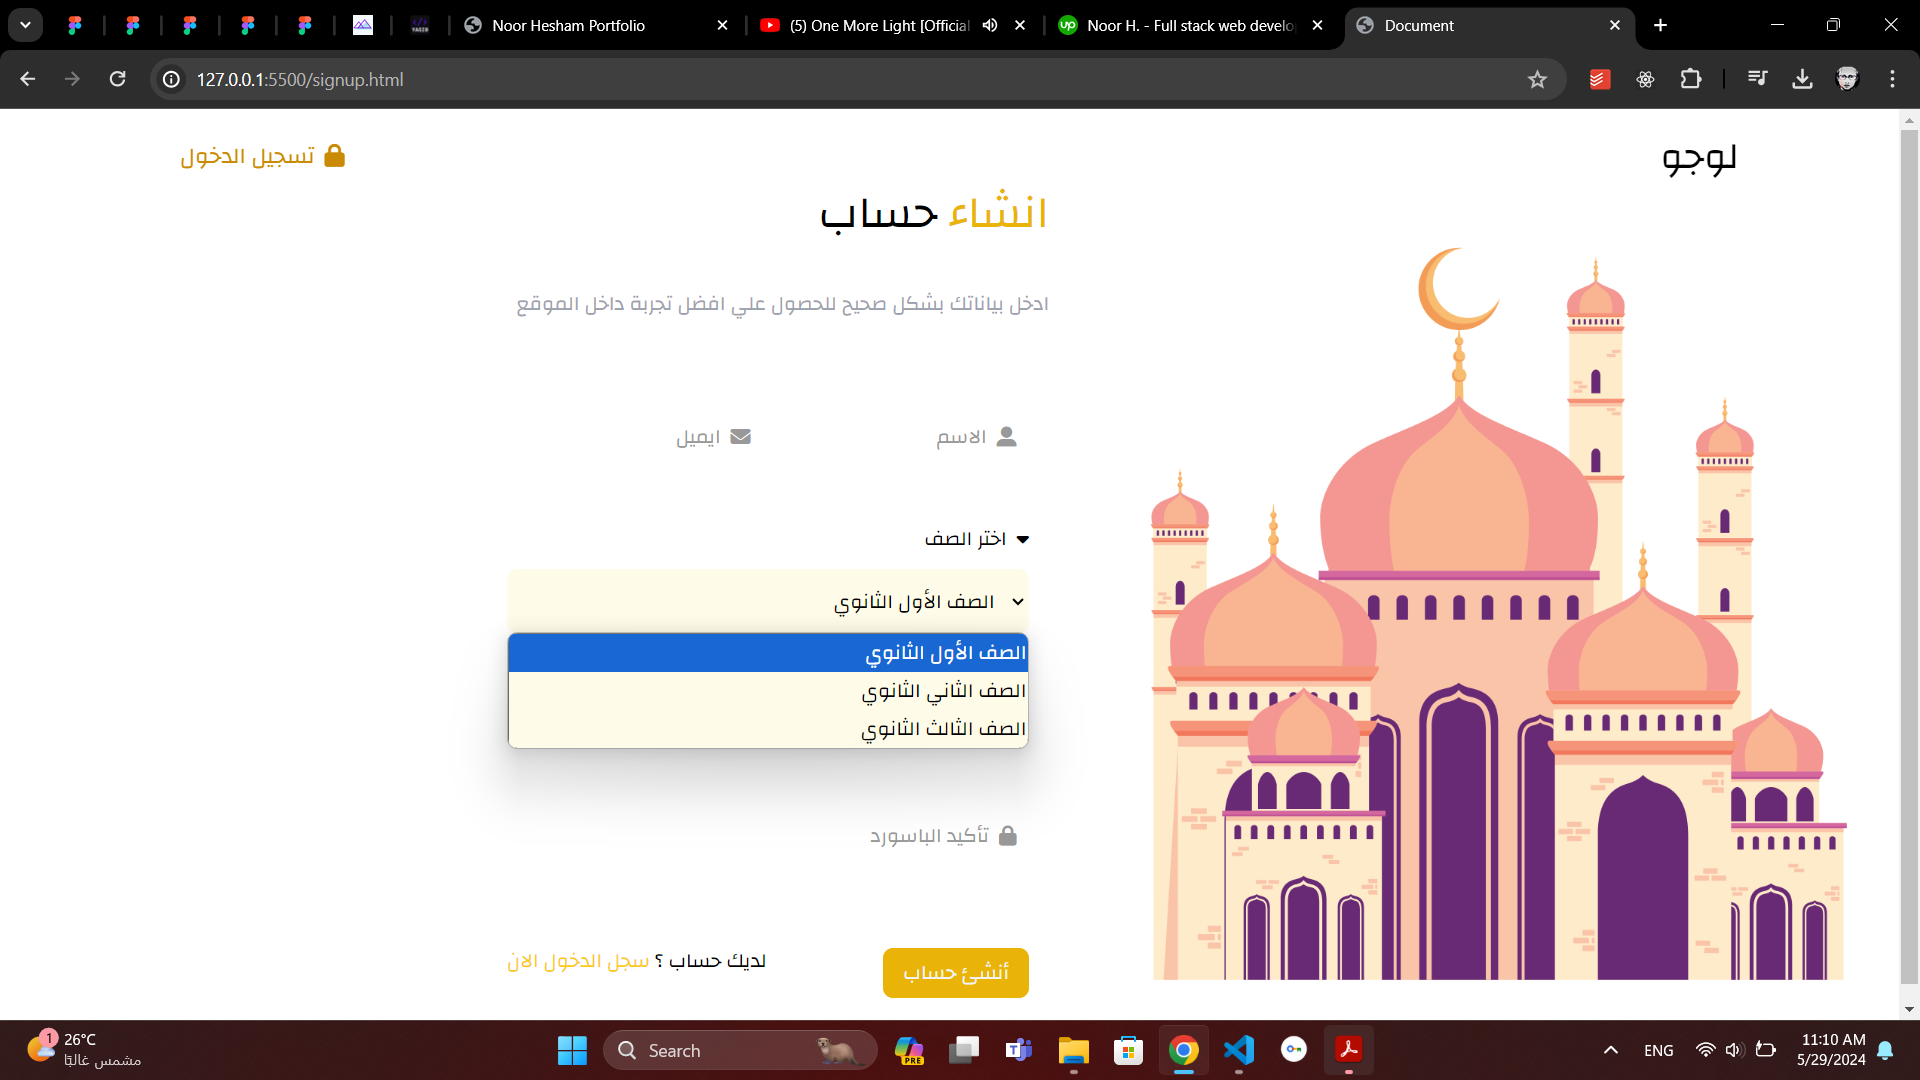 Noor Hesham Portfolio
(5) One More Light [Official
Noor H. - Full stack web develo
Document
127.0.0.1:5500/signup.html
لوجو
تسجيل الدخول
انشاء حساب
ادخل بياناتك بشكل صحيح للحصول علي افضل تجربة داخل الموقع
الاسم
ايميل
اختر الصف
الصف الأول الثانوي
الصف الأول الثانوي
الصف الثاني الثانوي
الصف الثالث الثانوي
تأكيد الباسورد
أنشئ حساب
لديك حساب ؟ سجل الدخول الان
1
26°C
مشمس غالبًا
Search
PRE
ENG
11:10 AM
5/29/2024